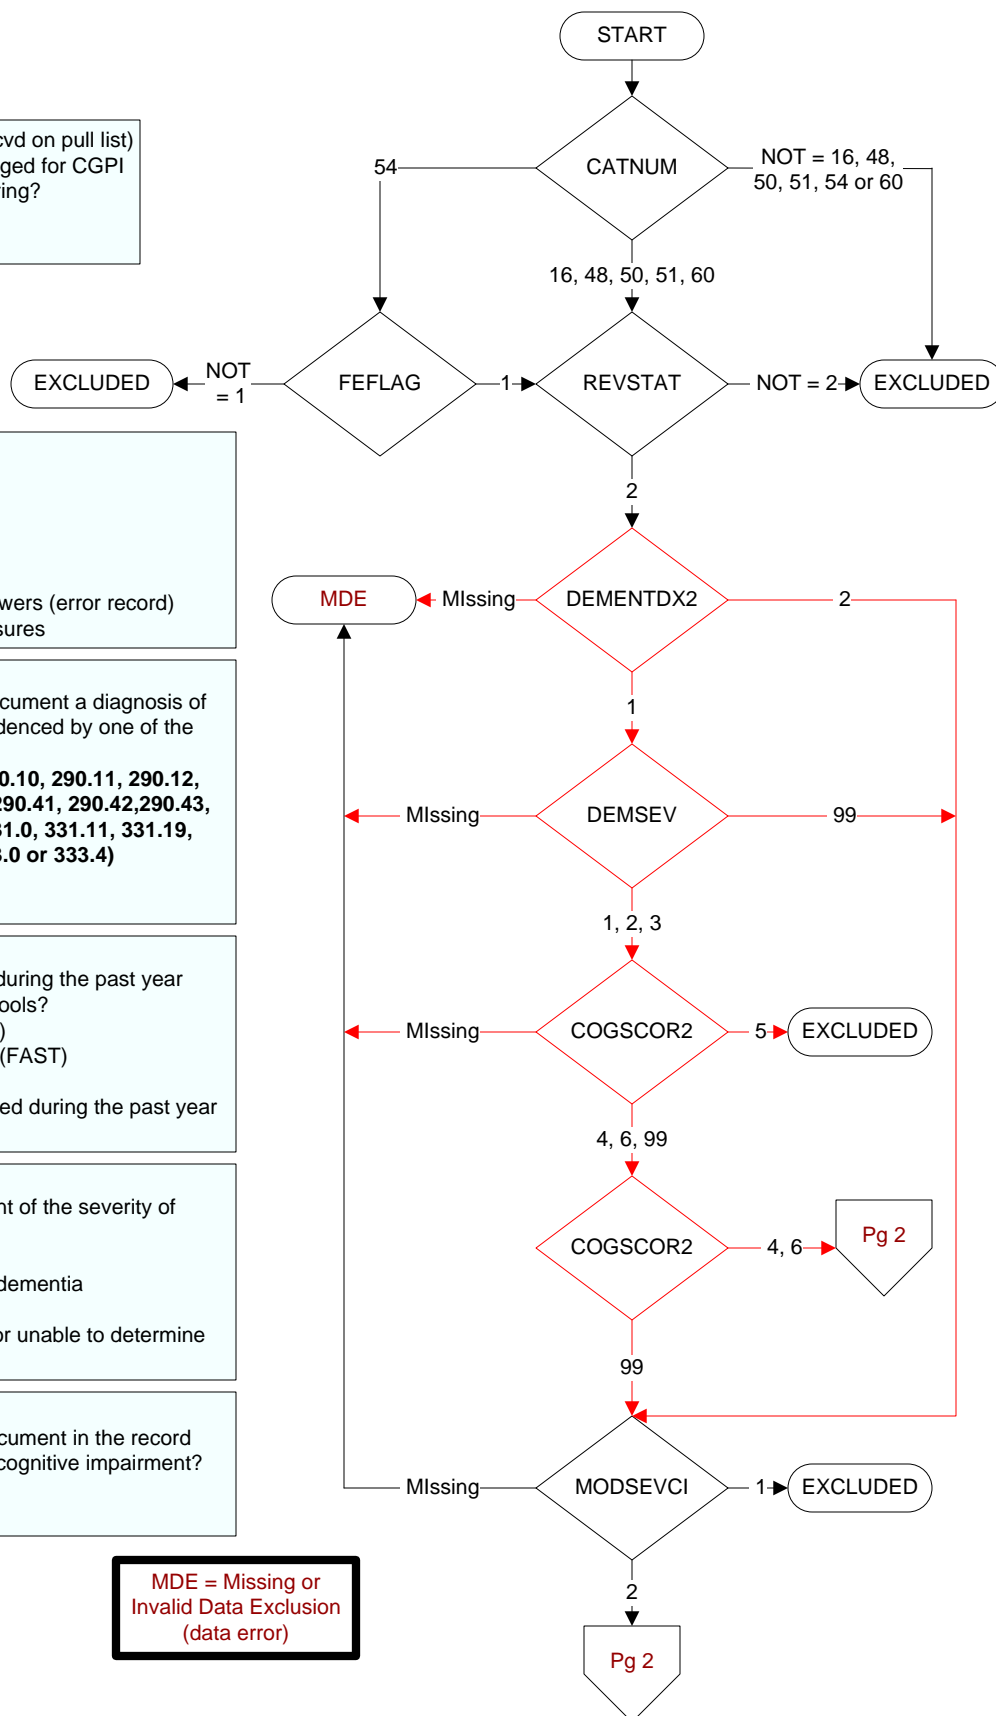 START
cvd on pull list)
ged for CGPI
ring?
CATNUM
54
NOT = 16, 48,
50, 51, 54 or 60
16, 48, 50, 51, 60
EXCLUDED
NOT
= 1
FEFLAG
1
REVSTAT
NOT = 2
EXCLUDED
2
wers (error record)
sures
MDE
MIssing
DEMENTDX2
2
1
cument a diagnosis of
idenced by one of the
0.10, 290.11, 290.12,
290.41, 290.42,290.43,
31.0, 331.11, 331.19,
3.0 or 333.4)
MIssing
DEMSEV
99
1, 2, 3
during the past year
ools?
)
(FAST)
ed during the past year
MIssing
COGSCOR2
5
EXCLUDED
4, 6, 99
nt of the severity of
dementia
or unable to determine
COGSCOR2
4, 6
Pg 2
99
cument in the record
cognitive impairment?
MIssing
MODSEVCI
1
EXCLUDED
2
MDE = Missing or
Invalid Data Exclusion
(data error)
Pg 2